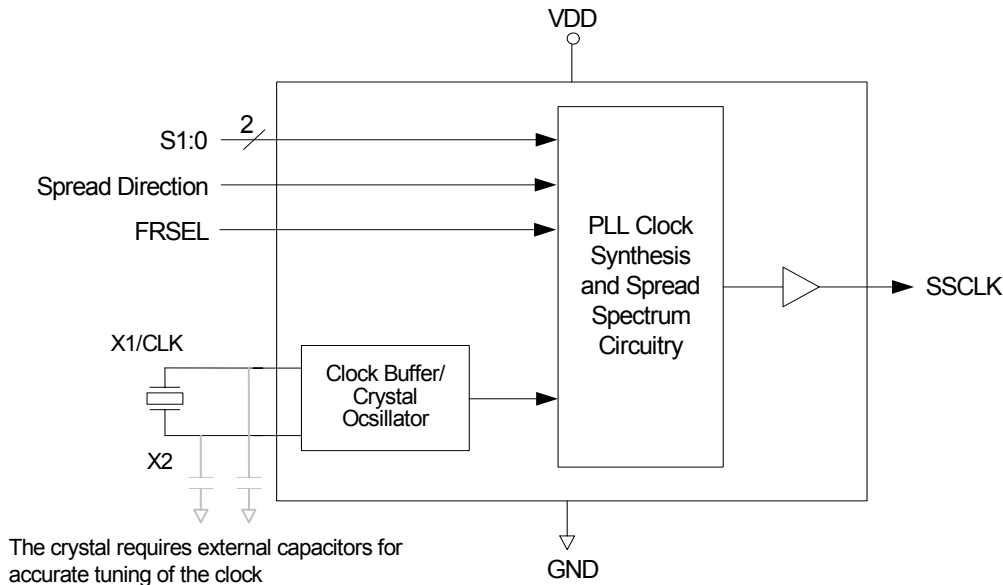 VDD
2
S1:0
Spread Direction
FRSEL
PLL Clock
Synthesis
and Spread
Spectrum
Circuitry
SSCLK
X1/CLK
Clock Buffer/
Crystal
Ocsillator
X2
The crystal requires external capacitors for
accurate tuning of the clock
GND